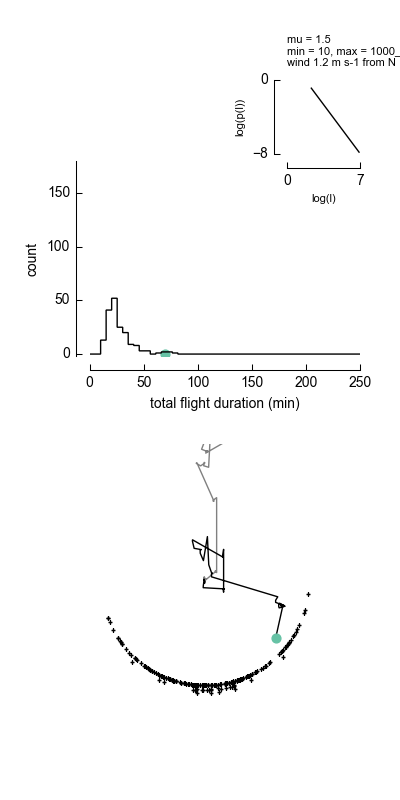 mu = 1.5
min = 10, max = 1000_
wind 1.2 m s-1 from N
0
log(p(l))
−8
0 7
log(l)
150
100
count
50
0
0 50 100 150 200 250
total flight duration (min)